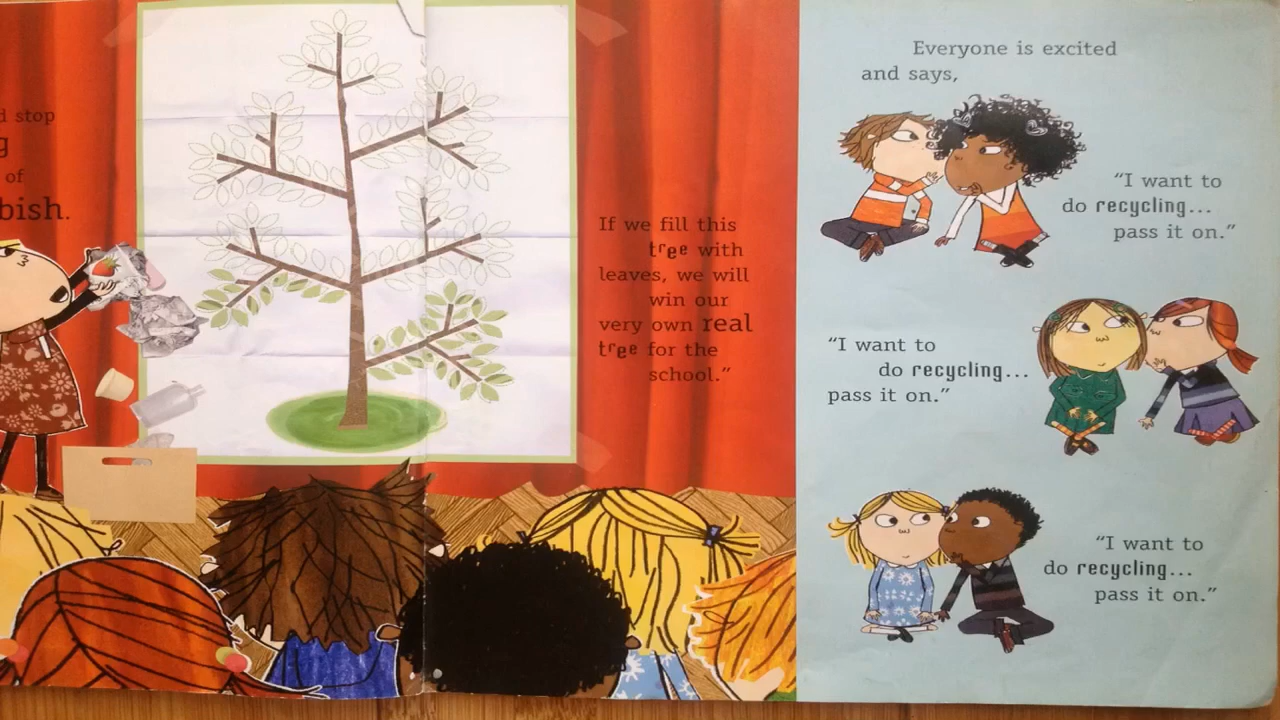 d stop
g
of
bish.
If we fill this
tree with
leaves, we will
win our
very own real
tree for the
school.”
Everyone is excited
and says,
“I want to
do recycling...
pass it on.”
“I want to
do recycling...
pass it on.”
“I want to
do recycling...
pass it on.”